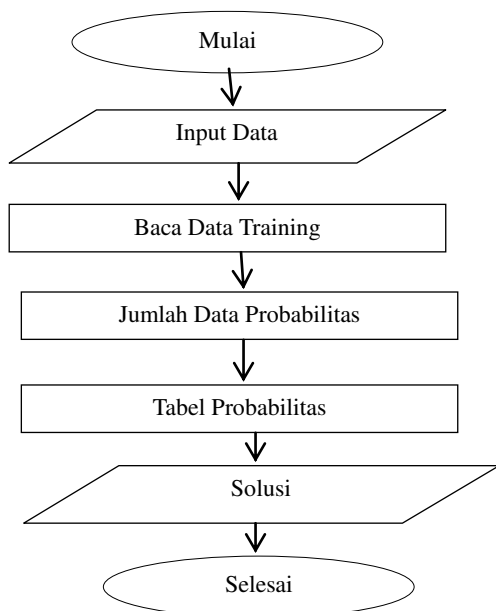 Mulai
Input Data
Baca Data Training
Jumlah Data Probabilitas
Tabel Probabilitas
Solusi
Selesai